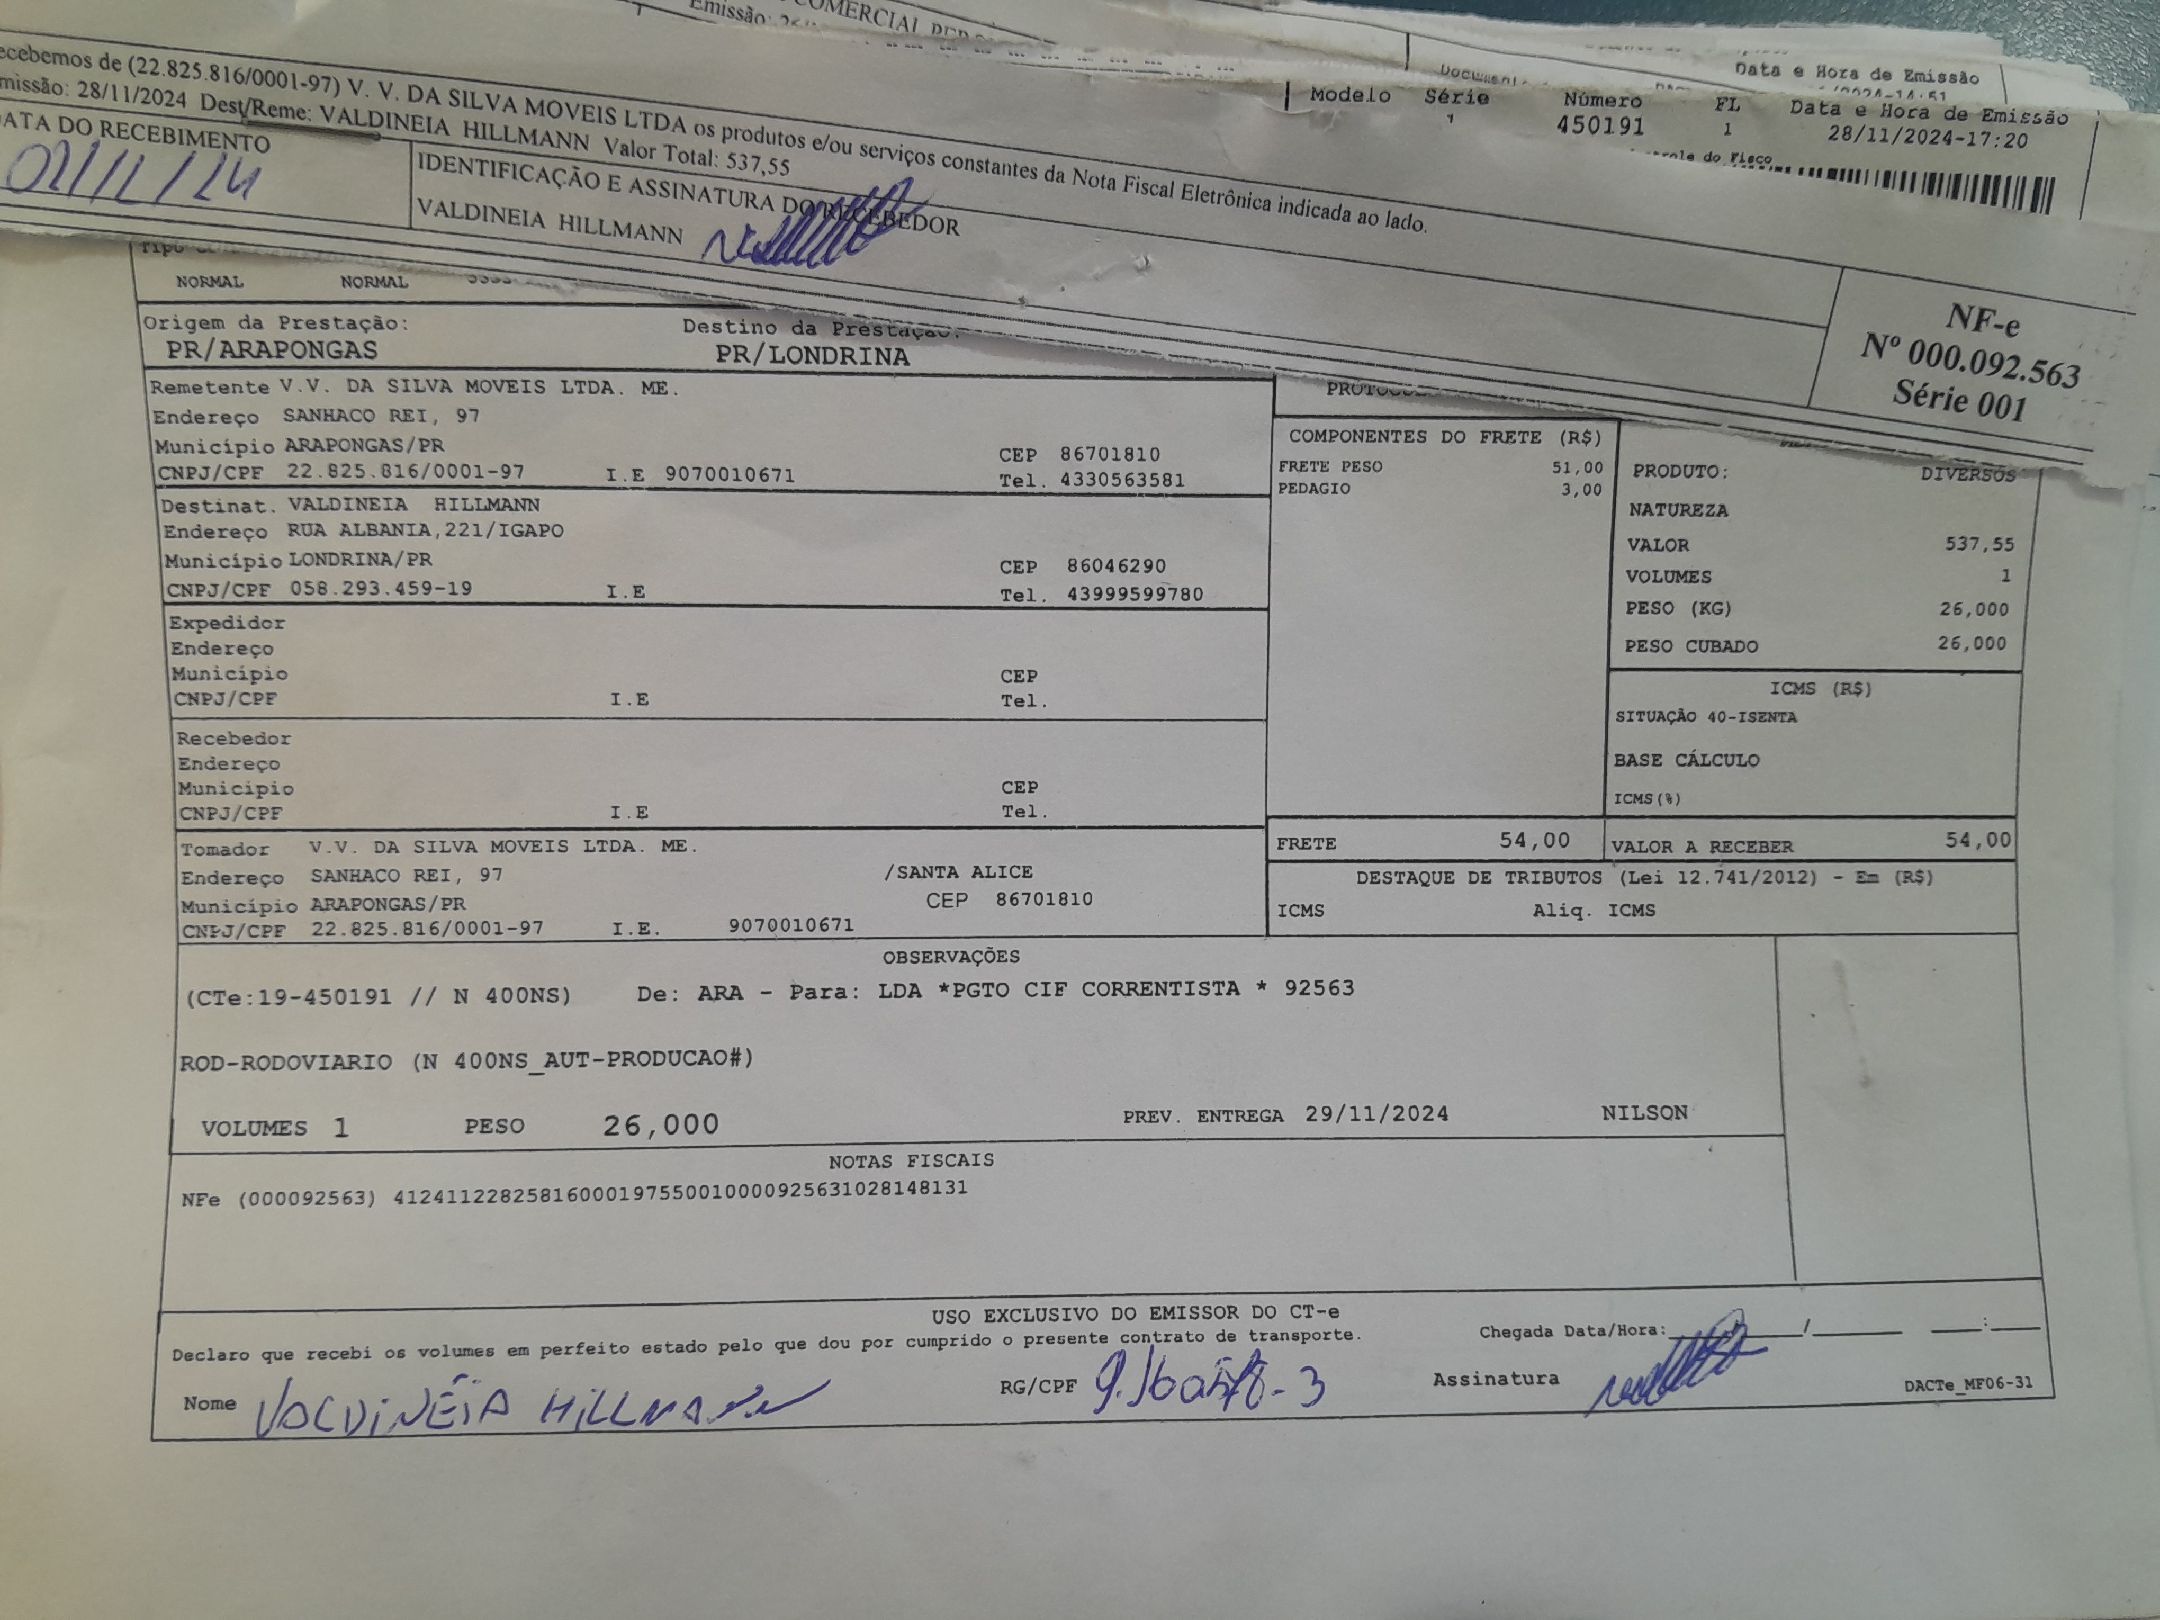 COMERCIAL
Emissão:
Data e Hora de Emissão
Recebemos de (22.825.816/0001-97) V. V. DA SILVA MOVEIS LTDA os produtos e/ou serviços constantes da Nota Fiscal Eletrônica indicada ao lado.
Emissão: 28/11/2024 Dest/Reme: VALDINEIA HILLMANN Valor Total: 537,55
DATA DO RECEBIMENTO
IDENTIFICAÇÃO E ASSINATURA DO RECEBEDOR
VALDINEIA HILLMANN
NF-e
Nº 000.092.563
Série 001
Modelo Série Número FL Data e Hora de Emissão
450191 1 28/11/2024-17:20
NORMAL NORMAL
Origem da Prestação: Destino da Prestação:
PR/ARAPONGAS PR/LONDRINA
Remetente V.V. DA SILVA MOVEIS LTDA. ME.
Endereço SANHACO REI, 97
Município ARAPONGAS/PR CEP 86701810
CNPJ/CPF 22.825.816/0001-97 I.E 9070010671 Tel. 4330563581
Destinat. VALDINEIA HILLMANN
Endereço RUA ALBANIA,221/IGAPO
Município LONDRINA/PR CEP 86046290
CNPJ/CPF 058.293.459-19 I.E Tel. 43999599780
Expedidor
Endereço
Município CEP
CNPJ/CPF I.E Tel.
Recebedor
Endereço
Municipio CEP
CNPJ/CPF I.E Tel.
Tomador V.V. DA SILVA MOVEIS LTDA. ME.
Endereço SANHACO REI, 97 /SANTA ALICE
Município ARAPONGAS/PR CEP 86701810
CNPJ/CPF 22.825.816/0001-97 I.E. 9070010671
COMPONENTES DO FRETE (R$)
FRETE PESO 51,00
PEDAGIO 3,00
PRODUTO: DIVERSOS
NATUREZA
VALOR 537,55
VOLUMES 1
PESO (KG) 26,000
PESO CUBADO 26,000
ICMS (R$)
SITUAÇÃO 40-ISENTA
BASE CÁLCULO
ICMS(%)
FRETE 54,00 VALOR A RECEBER 54,00
DESTAQUE DE TRIBUTOS (Lei 12.741/2012) - Em (R$)
ICMS Aliq. ICMS
OBSERVAÇÕES
(CTe:19-450191 // N 400NS) De: ARA - Para: LDA *PGTO CIF CORRENTISTA * 92563
ROD-RODOVIARIO (N 400NS_AUT-PRODUCAO#)
VOLUMES 1 PESO 26,000 PREV. ENTREGA 29/11/2024 NILSON
NOTAS FISCAIS
NFe (000092563) 41241122825816000197550010000925631028148131
USO EXCLUSIVO DO EMISSOR DO CT-e
Declaro que recebi os volumes em perfeito estado pelo que dou por cumprido o presente contrato de transporte. Chegada Data/Hora:
Nome VALDINEIA HILLMANN RG/CPF Assinatura
DACTe_MF06-31